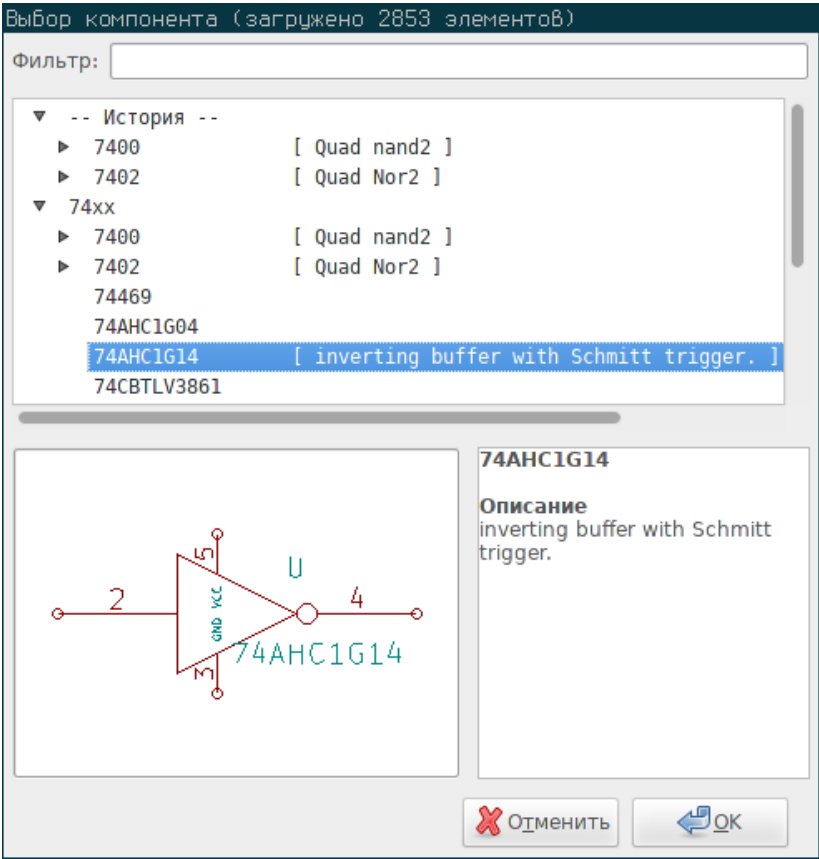 Выбор компонента (загружено 2853 элементов)
Фильтр:
-- История --
7400 [ Quad nand2 ]
7402 [ Quad Nor2 ]
74xx
7400 [ Quad nand2 ]
7402 [ Quad Nor2 ]
74469
74AHC1G04
74AHC1G14 [ inverting buffer with Schmitt trigger. ]
74CBTLV3861
5
U
2
VCC
GND
4
74AHC1G14
3
74AHC1G14
Описание
inverting buffer with Schmitt
trigger.
Отменить
OK